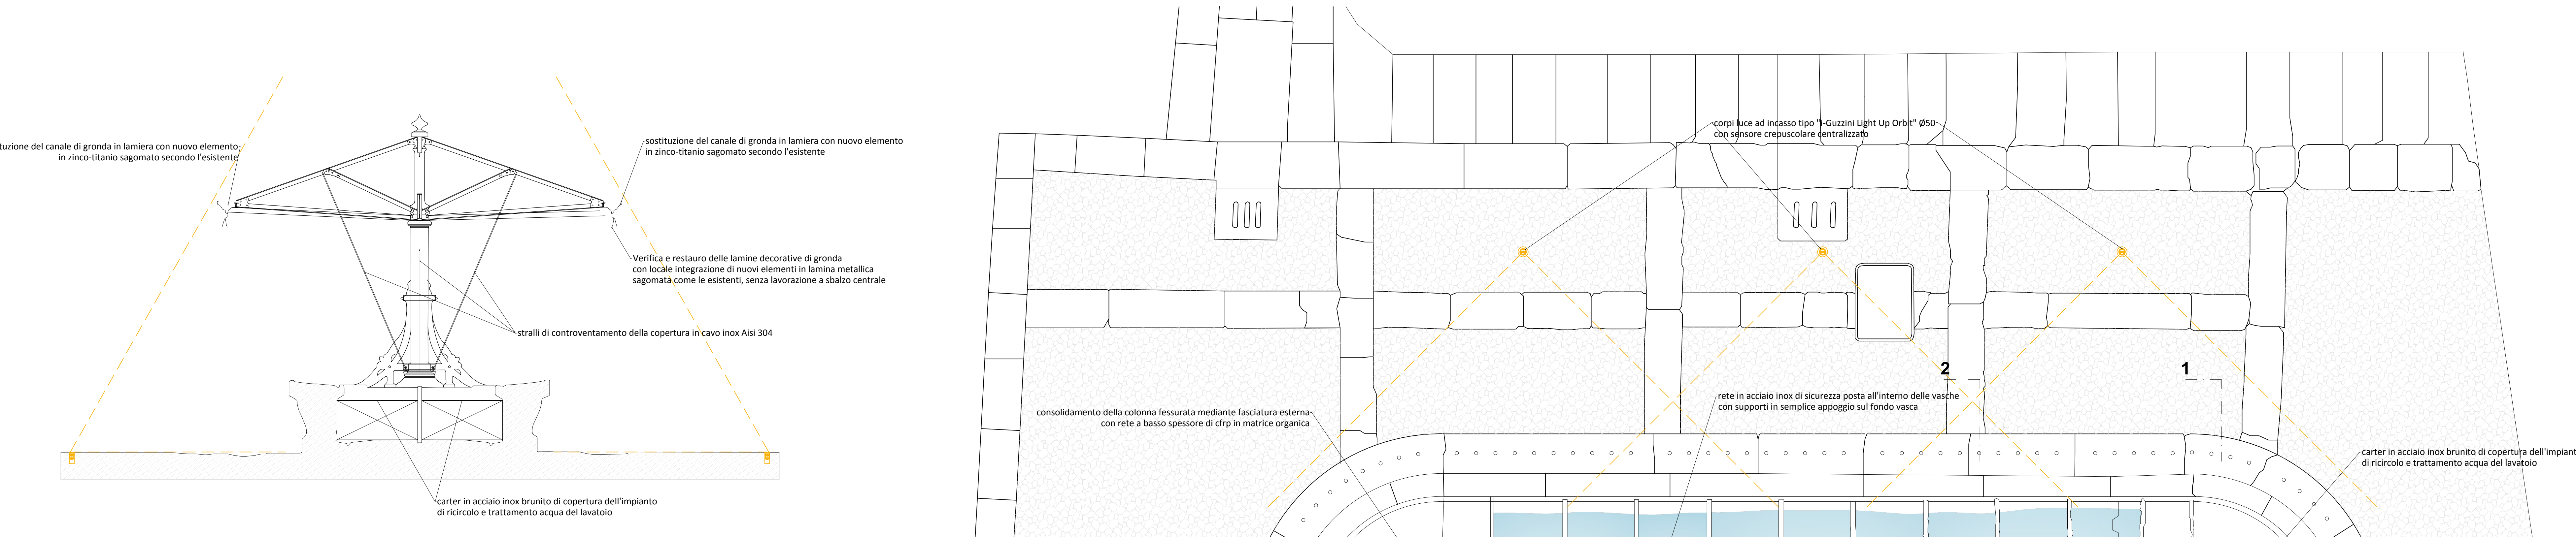 tuzione del canale di gronda in lamiera con nuovo elemento
in zinco-titanio sagomato secondo l'esistente
sostituzione del canale di gronda in lamiera con nuovo elemento
in zinco-titanio sagomato secondo l'esistente
Verifica e restauro delle lamine decorative di gronda
con locale integrazione di nuovi elementi in lamina metallica
sagomata come le esistenti, senza lavorazione a sbalzo centrale
stralli di controventamento della copertura in cavo inox Aisi 304
carter in acciaio inox brunito di copertura dell'impianto
di ricircolo e trattamento acqua del lavatoio
corpi luce ad incasso tipo "i-Guzzini Light Up Orbit" Ø50
con sensore crepuscolare centralizzato
2
1
rete in acciaio inox di sicurezza posta all'interno delle vasche
con supporti in semplice appoggio sul fondo vasca
consolidamento della colonna fessurata mediante fasciatura esterna
con rete a basso spessore di cfrp in matrice organica
carter in acciaio inox brunito di copertura dell'impiant
di ricircolo e trattamento acqua del lavatoio